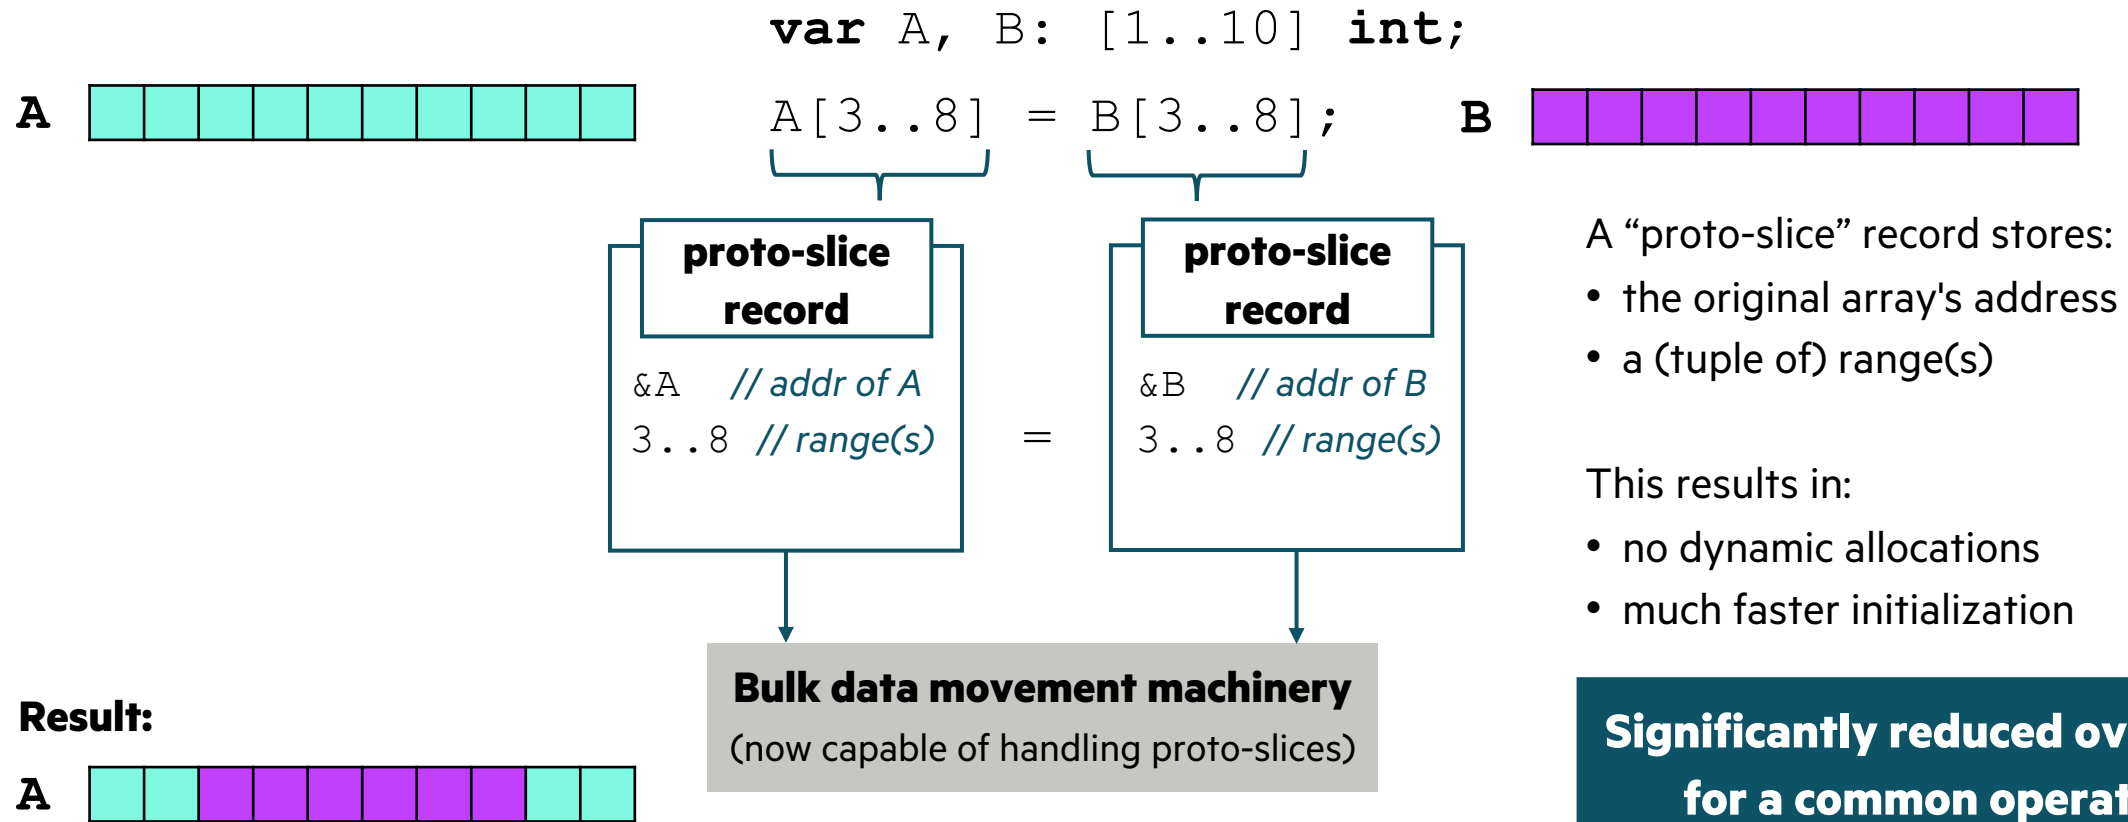 var A, B: [1..10] int;
A
A[3..8] = B[3..8];
B
proto-slice
record
&A // addr of A
3..8 // range(s)
=
proto-slice
record
&B // addr of B
3..8 // range(s)
Bulk data movement machinery
(now capable of handling proto-slices)
A “proto-slice” record stores:
• the original array's address
• a (tuple of) range(s)
This results in:
• no dynamic allocations
• much faster initialization
Significantly reduced
for a common
Result:
A